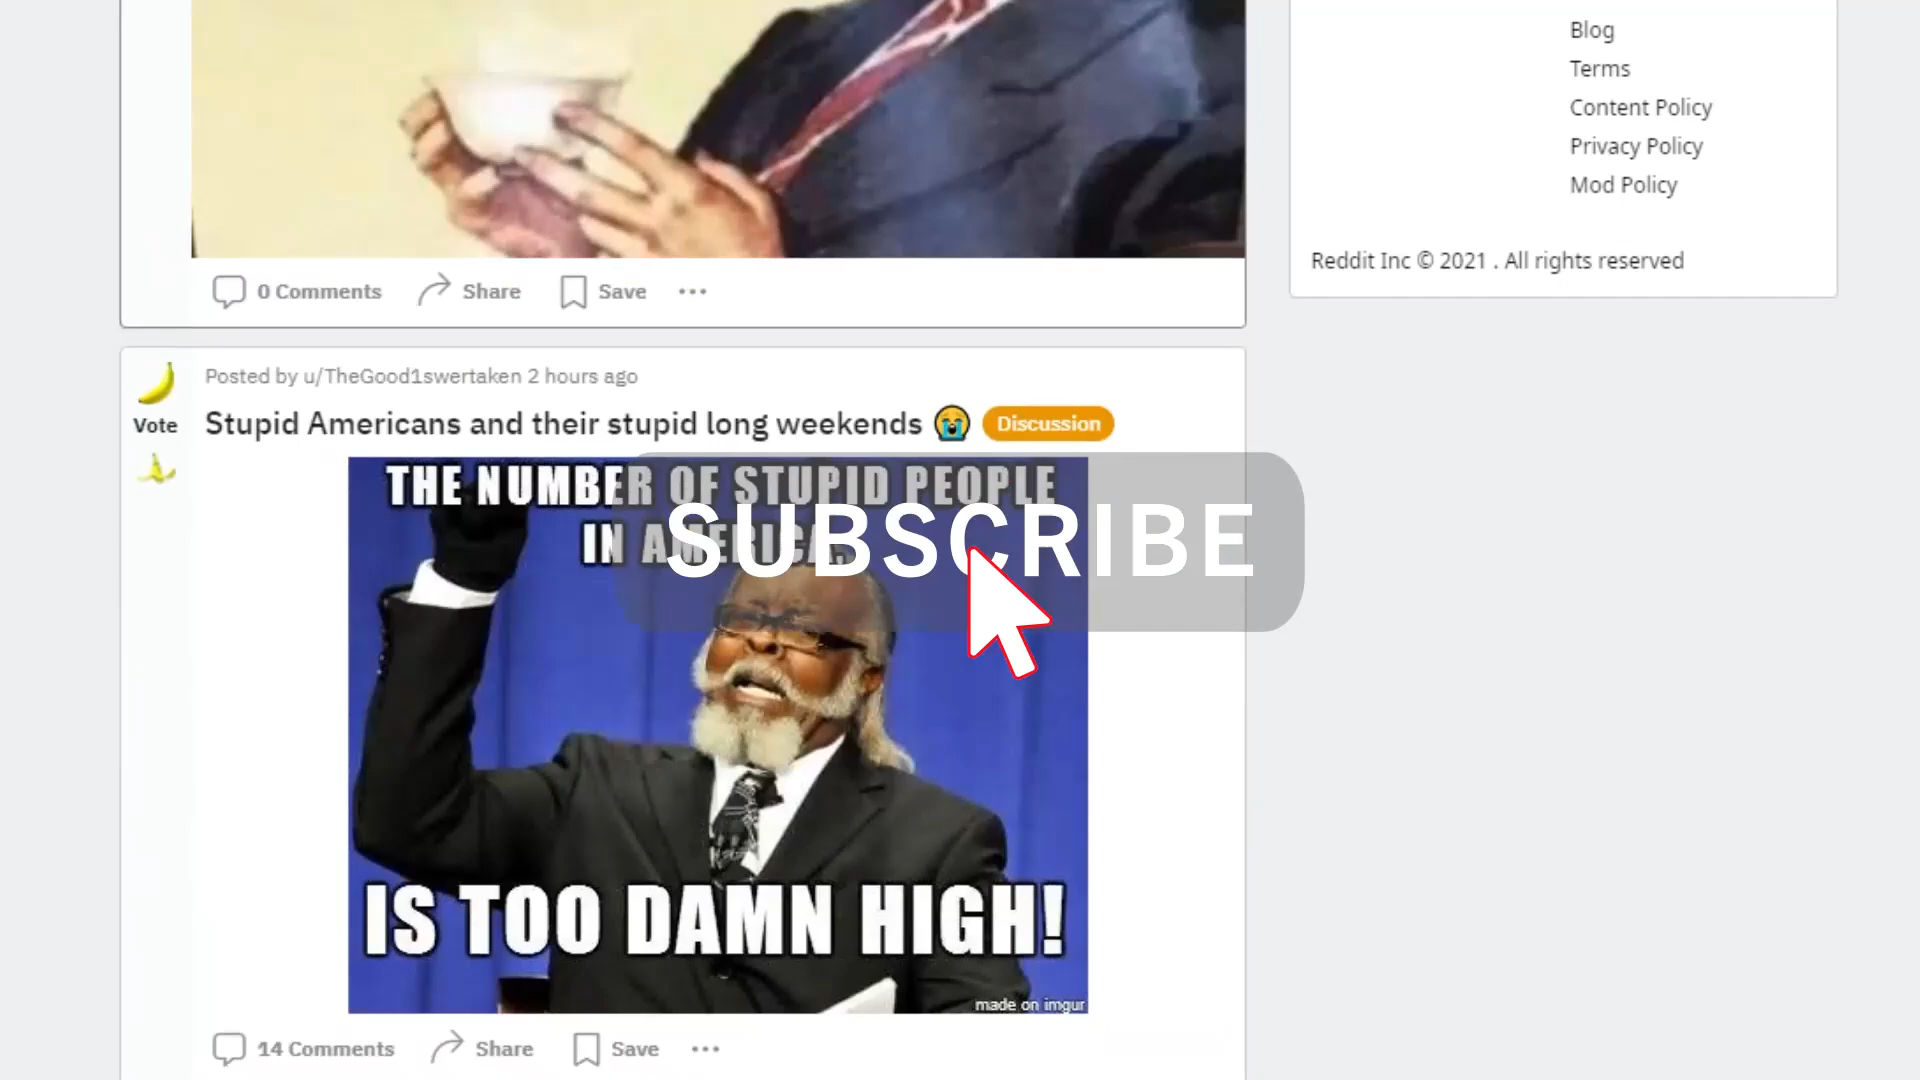 Blog
Terms
Content Policy
Privacy Policy
Mod Policy
Reddit Inc © 2021 . All rights reserved
0 Comments
Share
Save
Posted by u/TheGood1swertaken 2 hours ago
Vote
Stupid Americans and their stupid long weekends
Discussion
THE NUMBER OF STUPID PEOPLE
IN AMERICA,
SUBSCRIBE
IS TOO DAMN HIGH!
made on imgur
14 Comments
Share
Save